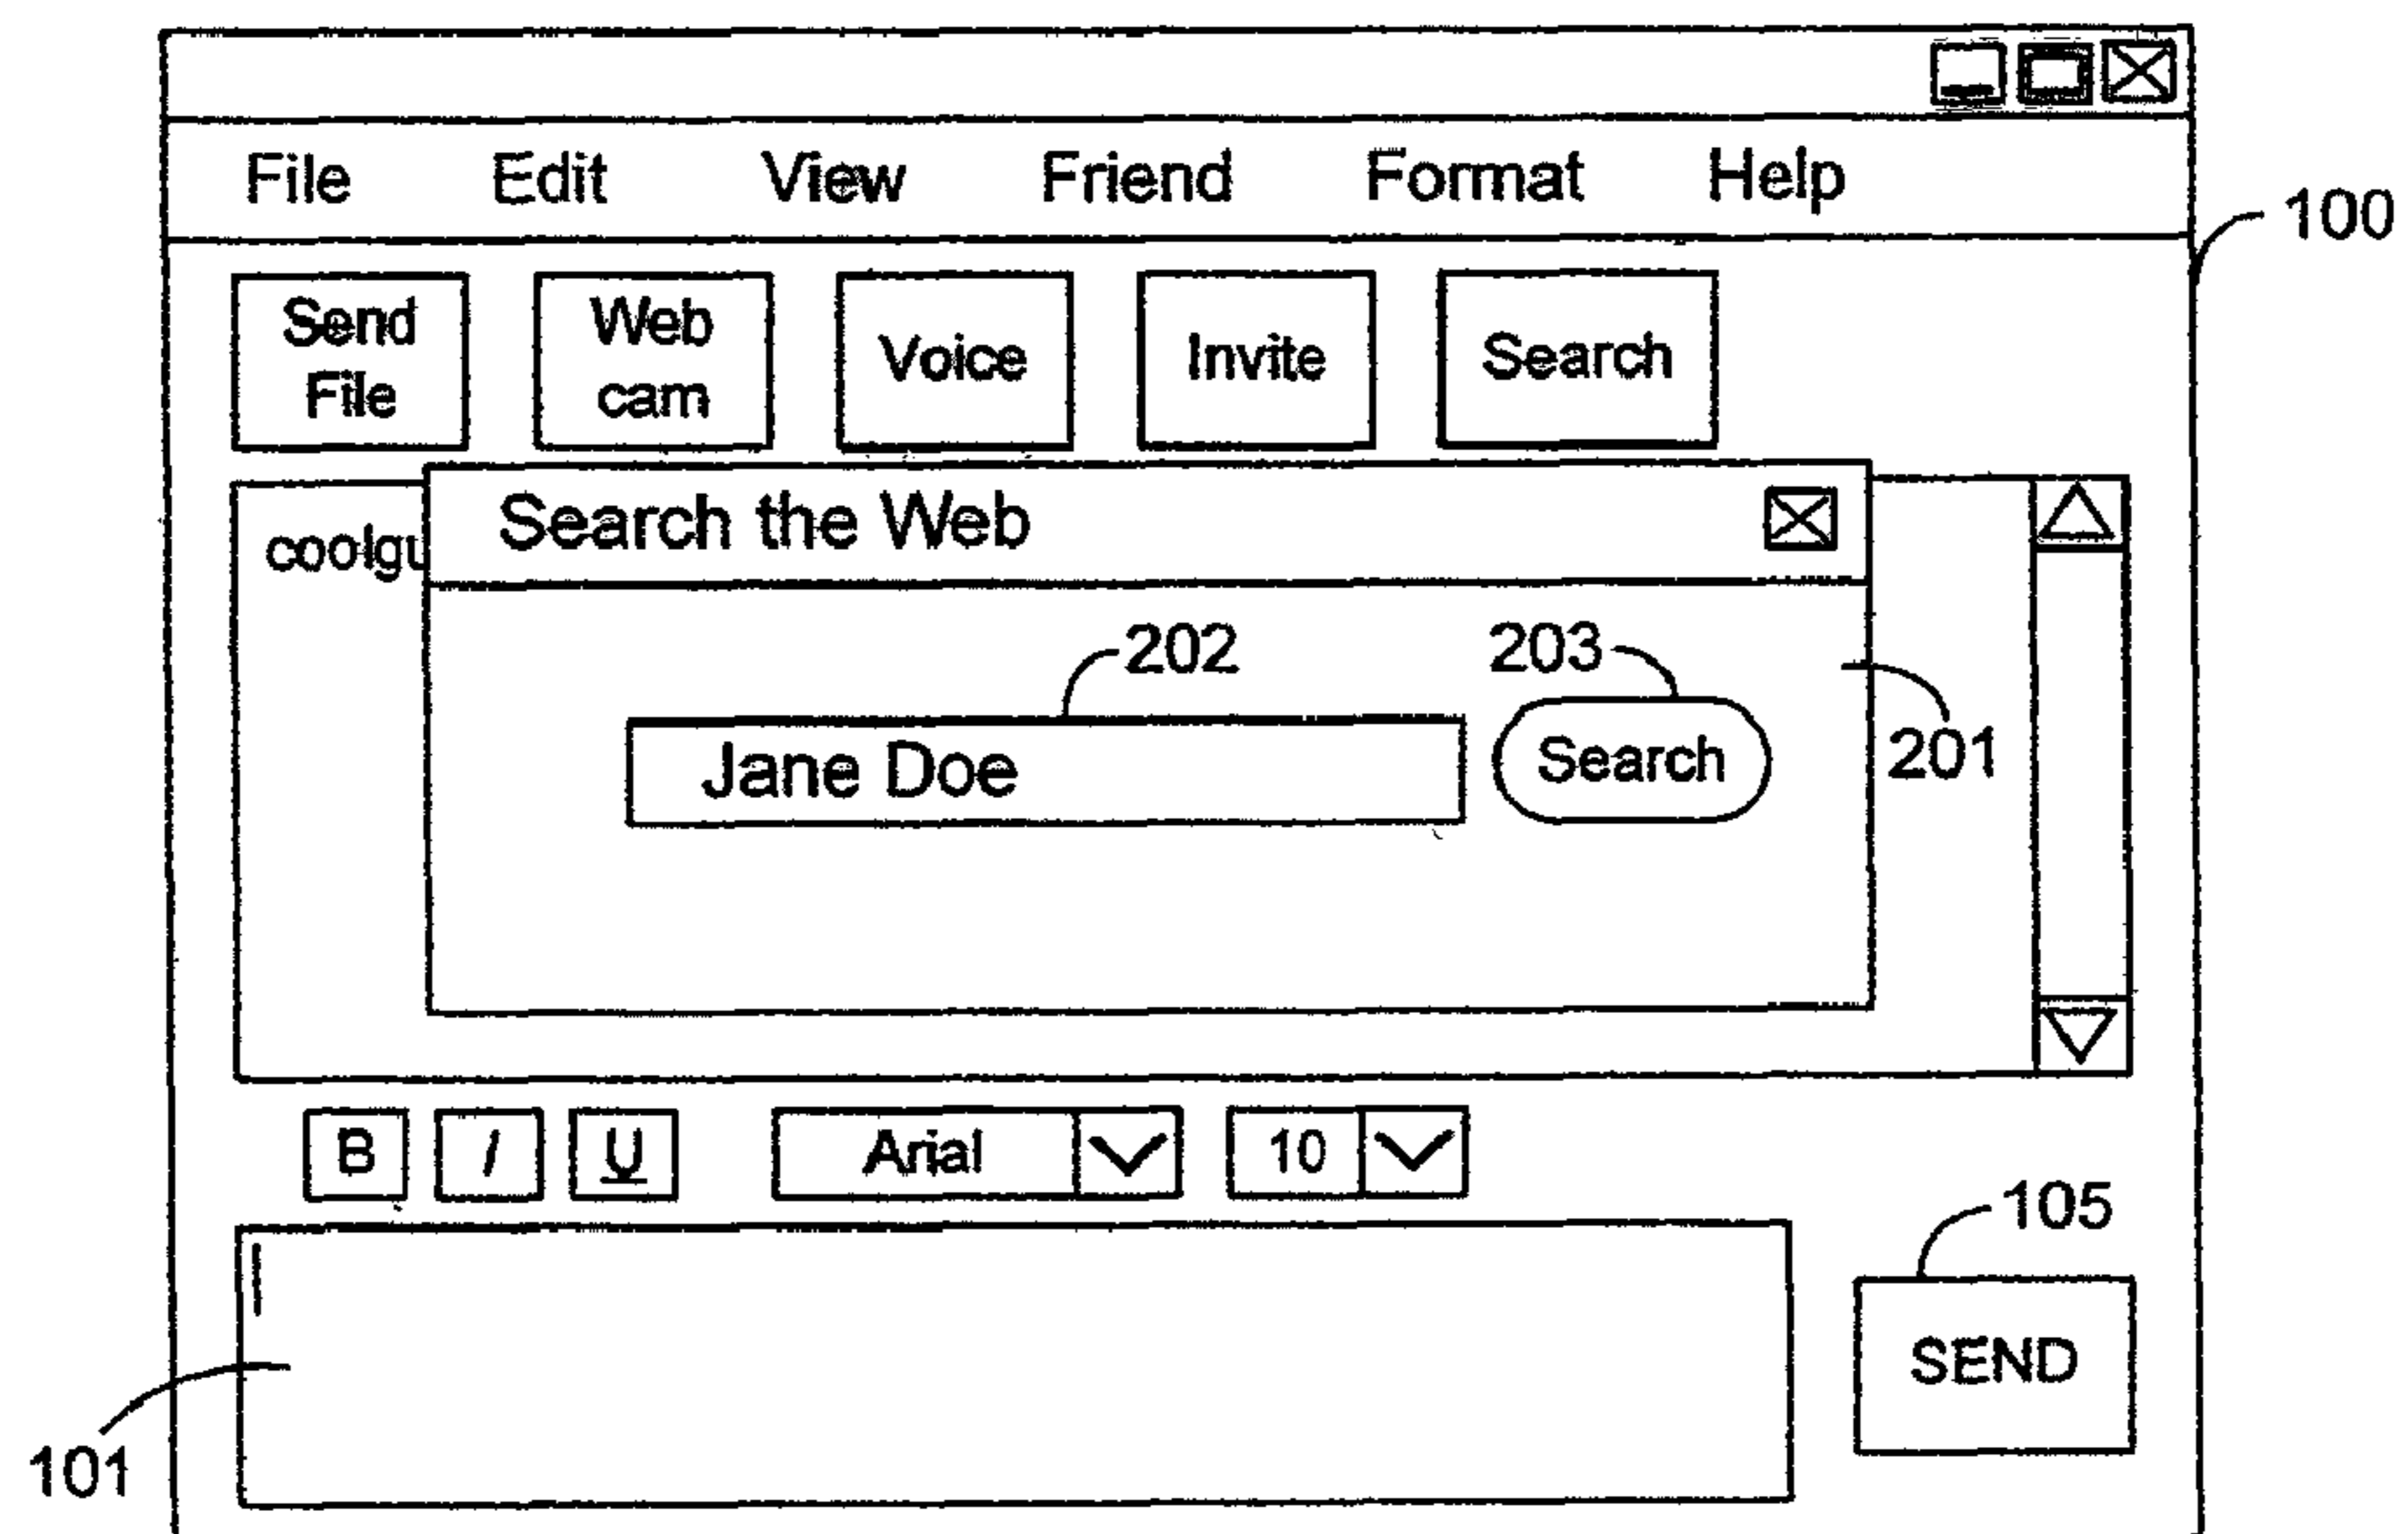 File Edit View Friend Format Help
100
Send File
Web cam
Voice
Invite
Search
Search the Web
coolgu
202
203
201
Jane Doe
Search
B I U Arial 10
105
SEND
101